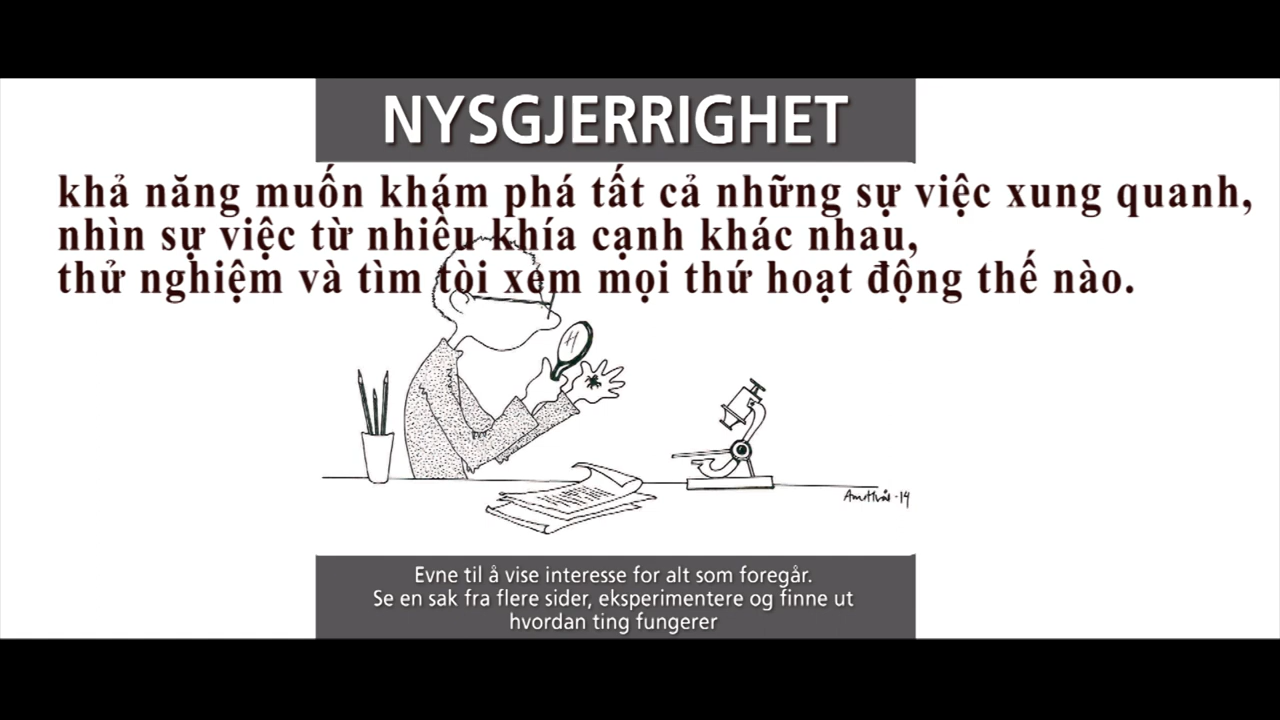 NYSGJERRIGHET
khả năng muốn khám phá tất cả những sự việc xung quanh,
nhìn sự việc từ nhiều khía cạnh khác nhau,
thử nghiệm và tìm tòi xem mọi thứ hoạt động thế nào.
Evne til å vise interesse for alt som foregår.
Se en sak fra flere sider, eksperimentere og finne ut
hvordan ting fungerer